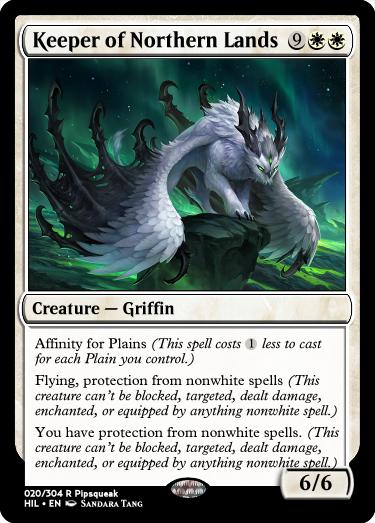 Keeper of Northern Lands 9
Creature — Griffin
Affinity for Plains (This spell costs 1 less to cast
for each Plain you control.)
Flying, protection from nonwhite spells (This
creature can't be blocked, targeted, dealt damage,
enchanted, or equipped by anything nonwhite spell.)
You have protection from nonwhite spells. (This
creature can't be blocked, targeted, dealt damage,
enchanted, or equipped by anything nonwhite spell.)
6/6
020/304 R Pipsqueak
HIL • EN Sandara Tang